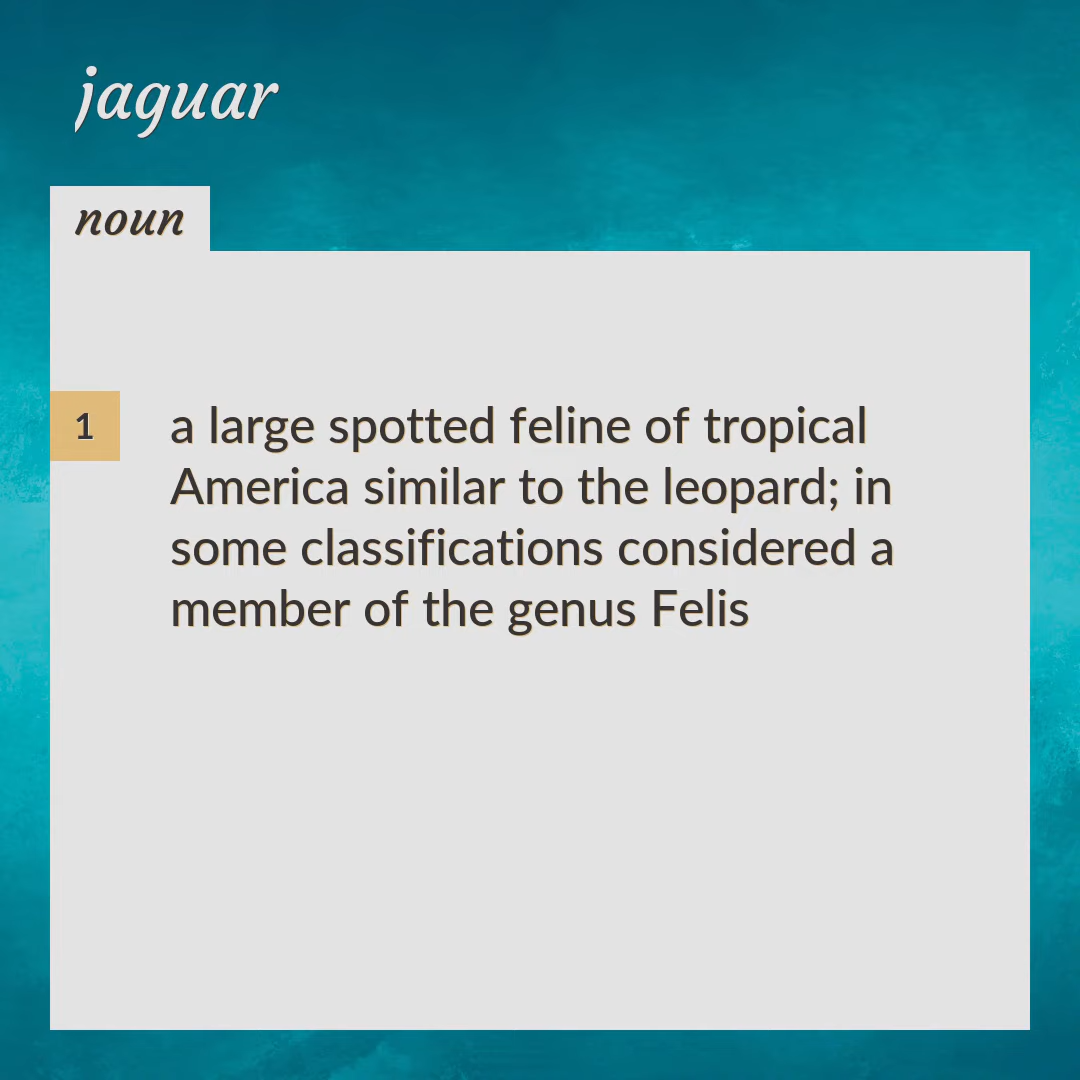 jaguar
noun
1
a large spotted feline of tropical
America similar to the leopard; in
some classifications considered a
member of the genus Felis